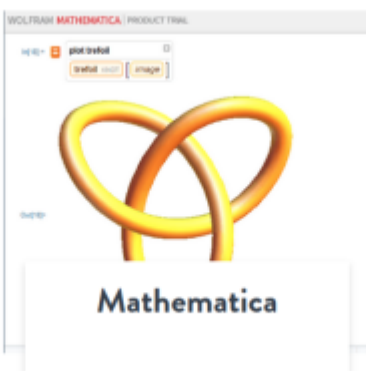 WOLFRAM MATHEMATICA | PRODUCT TRIAL
plot trefoil
trefoil image
Mathematica